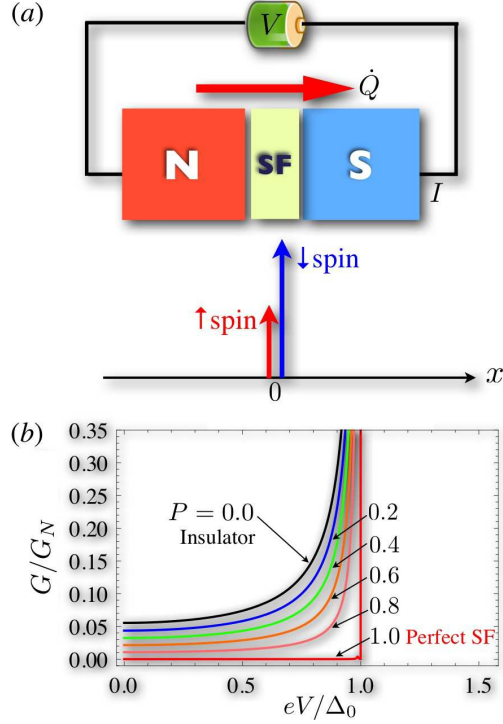 (a)
V
Q̇
N SF S
I
↓spin
↑spin
0 x
(b)
0.35
0.30
0.25
0.20
0.15
0.10
0.05
0.00
G/G_N
P = 0.0
Insulator
0.2
0.4
0.6
0.8
1.0 Perfect SF
0.0 0.5 1.0 1.5
eV/Δ₀